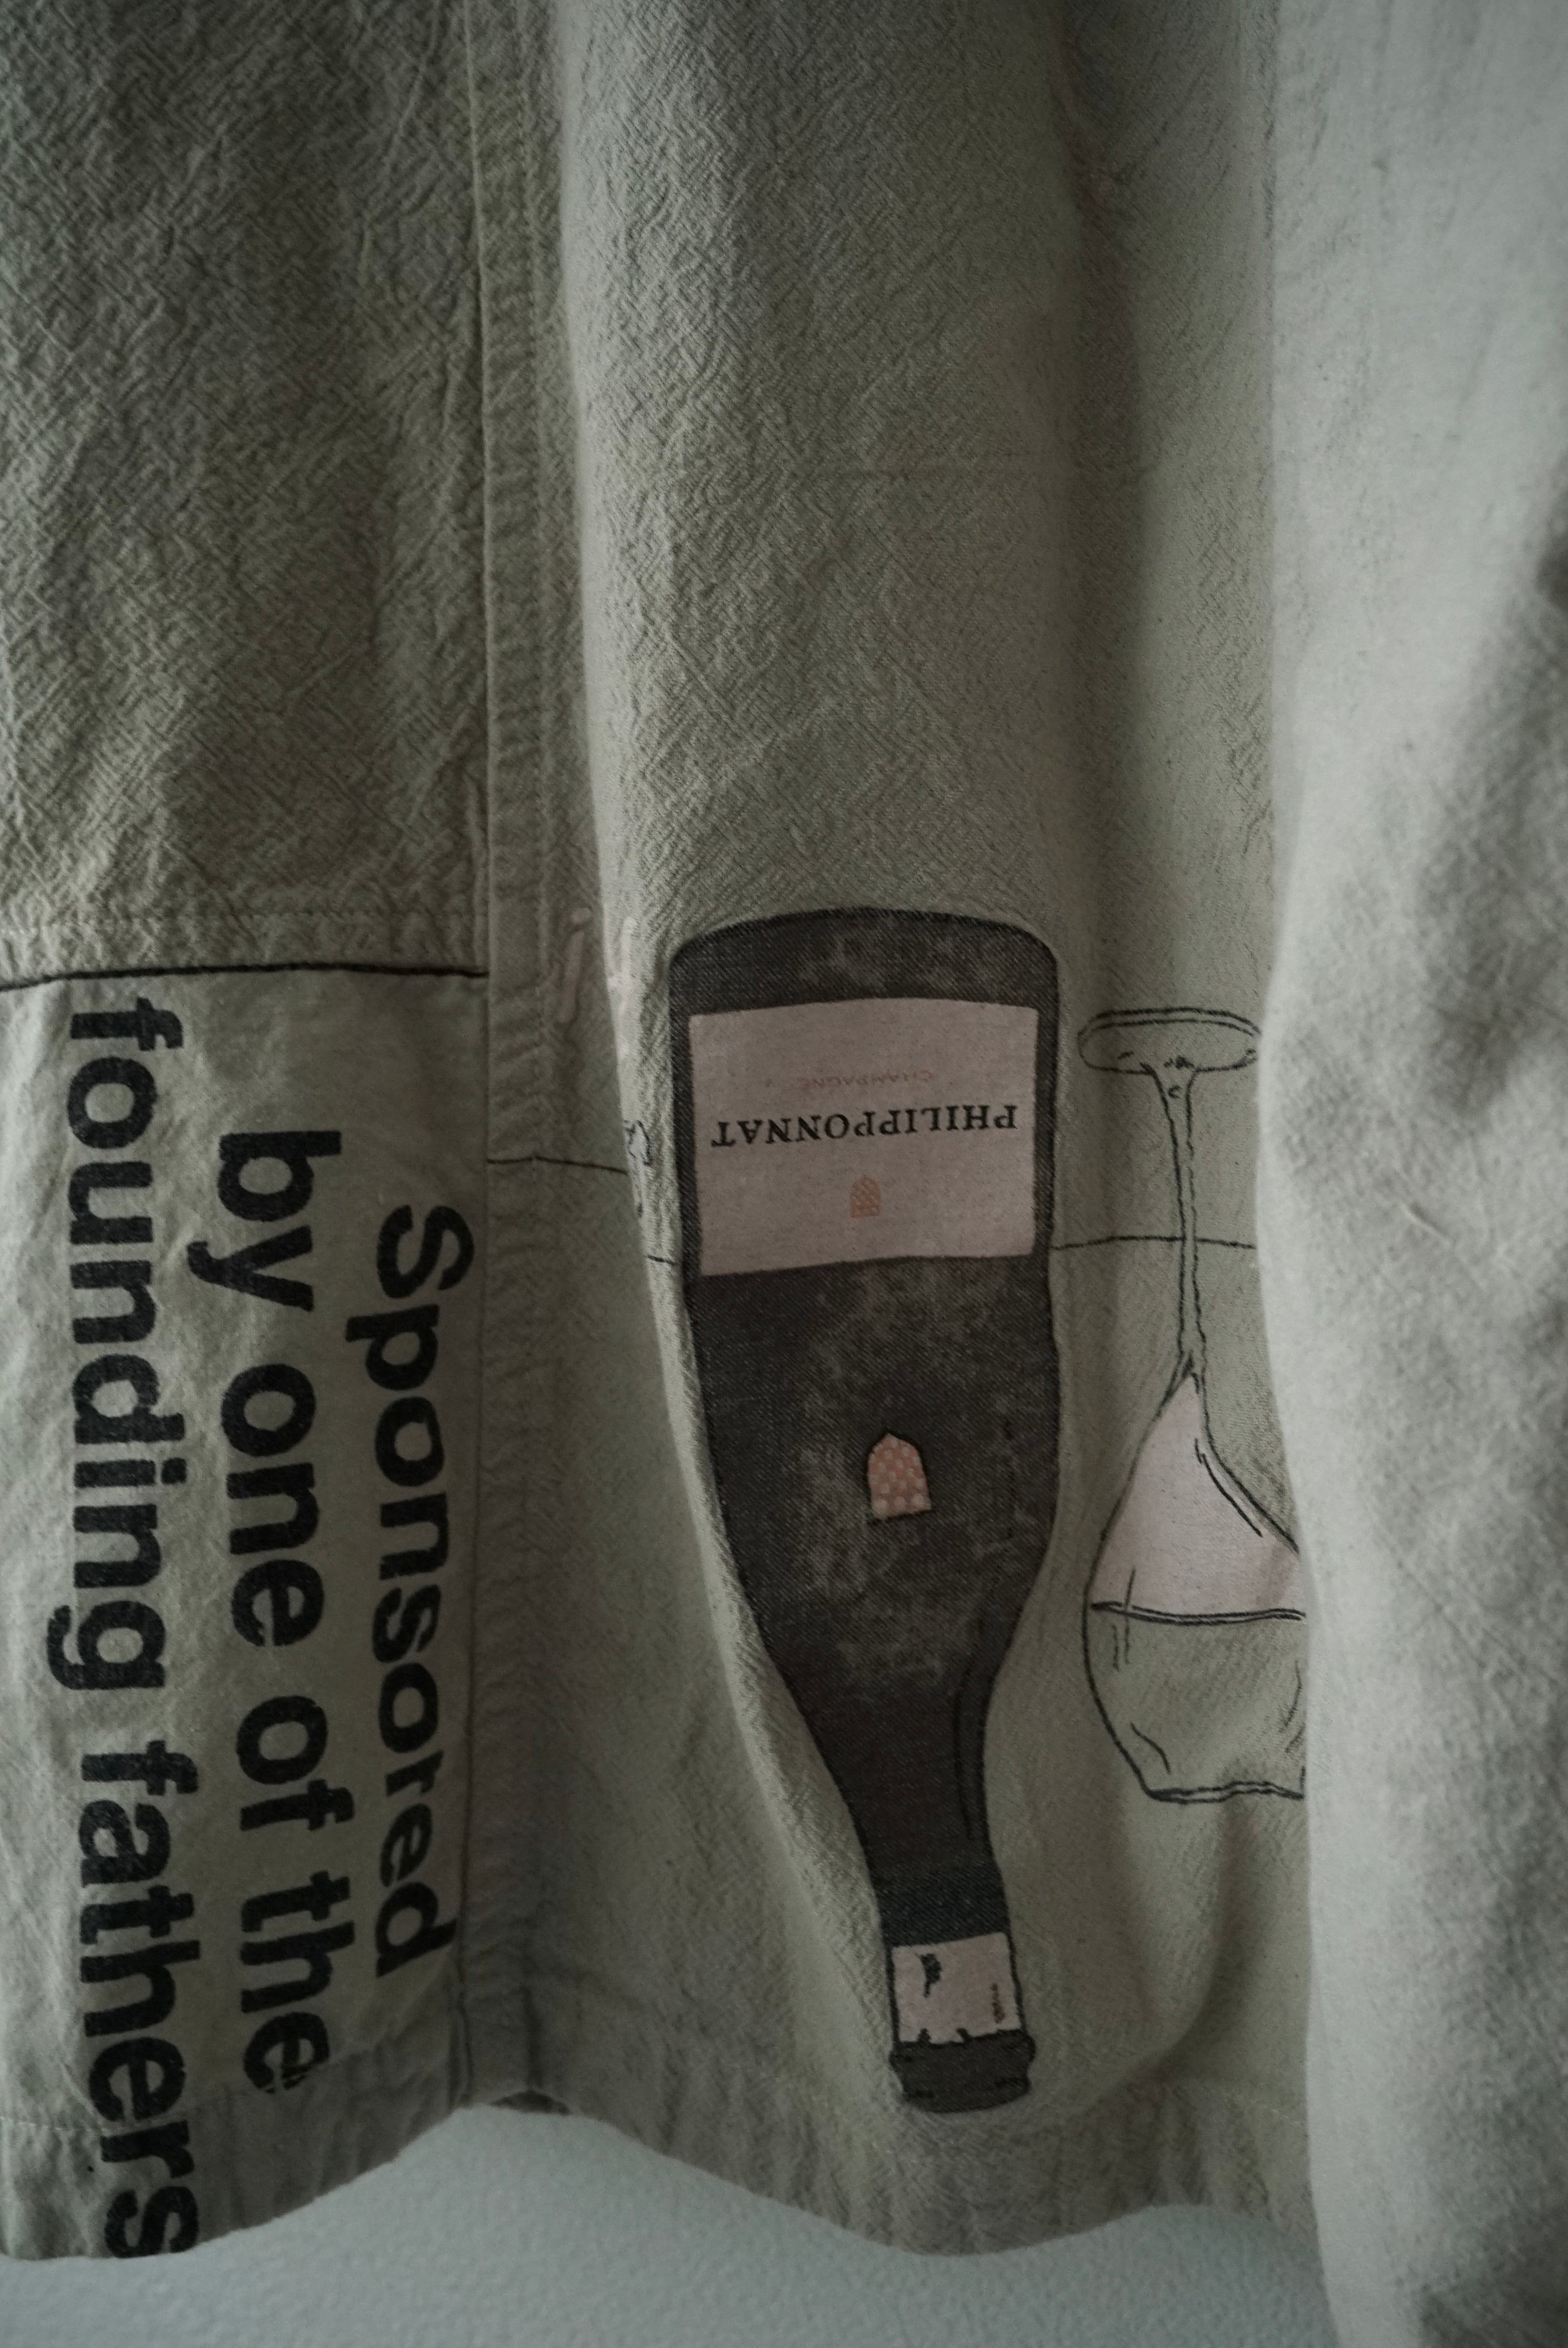 Sponsored
by one of the
founding fathers
CHAMPAGNE
PHILIPPONNAT